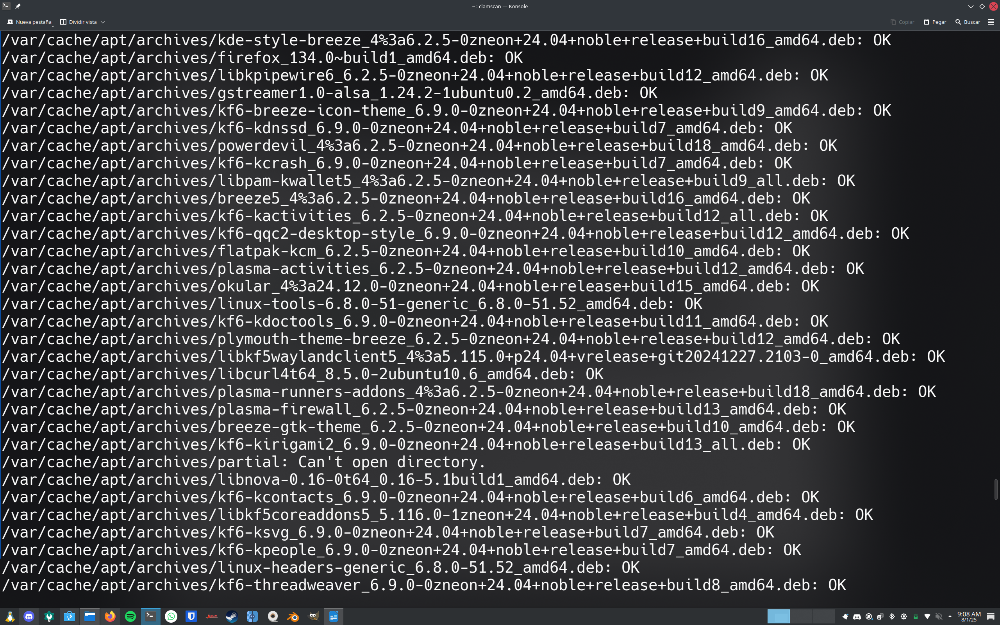 ~ : clamscan — Konsole
Nueva pestaña
Dividir vista
Copiar
Pegar
Buscar
/var/cache/apt/archives/kde-style-breeze_4%3a6.2.5-0zneon+24.04+noble+release+build16_amd64.deb: OK
/var/cache/apt/archives/firefox_134.0~build1_amd64.deb: OK
/var/cache/apt/archives/libkpipewire6_6.2.5-0zneon+24.04+noble+release+build12_amd64.deb: OK
/var/cache/apt/archives/gstreamer1.0-alsa_1.24.2-1ubuntu0.2_amd64.deb: OK
/var/cache/apt/archives/kf6-breeze-icon-theme_6.9.0-0zneon+24.04+noble+release+build9_amd64.deb: OK
/var/cache/apt/archives/kf6-kdnssd_6.9.0-0zneon+24.04+noble+release+build7_amd64.deb: OK
/var/cache/apt/archives/powerdevil_4%3a6.2.5-0zneon+24.04+noble+release+build18_amd64.deb: OK
/var/cache/apt/archives/kf6-kcrash_6.9.0-0zneon+24.04+noble+release+build7_amd64.deb: OK
/var/cache/apt/archives/libpam-kwallet5_4%3a6.2.5-0zneon+24.04+noble+release+build9_all.deb: OK
/var/cache/apt/archives/breeze5_4%3a6.2.5-0zneon+24.04+noble+release+build16_amd64.deb: OK
/var/cache/apt/archives/kf6-kactivities_6.2.5-0zneon+24.04+noble+release+build12_all.deb: OK
/var/cache/apt/archives/kf6-qqc2-desktop-style_6.9.0-0zneon+24.04+noble+release+build12_amd64.deb: OK
/var/cache/apt/archives/flatpak-kcm_6.2.5-0zneon+24.04+noble+release+build10_amd64.deb: OK
/var/cache/apt/archives/plasma-activities_6.2.5-0zneon+24.04+noble+release+build12_amd64.deb: OK
/var/cache/apt/archives/okular_4%3a24.12.0-0zneon+24.04+noble+release+build15_amd64.deb: OK
/var/cache/apt/archives/linux-tools-6.8.0-51-generic_6.8.0-51.52_amd64.deb: OK
/var/cache/apt/archives/kf6-kdoctools_6.9.0-0zneon+24.04+noble+release+build11_amd64.deb: OK
/var/cache/apt/archives/plymouth-theme-breeze_6.2.5-0zneon+24.04+noble+release+build12_amd64.deb: OK
/var/cache/apt/archives/libkf5waylandclient5_4%3a5.115.0+p24.04+vrelease+git20241227.2103-0_amd64.deb: OK
/var/cache/apt/archives/libcurl4t64_8.5.0-2ubuntu10.6_amd64.deb: OK
/var/cache/apt/archives/plasma-runners-addons_4%3a6.2.5-0zneon+24.04+noble+release+build18_amd64.deb: OK
/var/cache/apt/archives/plasma-firewall_6.2.5-0zneon+24.04+noble+release+build13_amd64.deb: OK
/var/cache/apt/archives/breeze-gtk-theme_6.2.5-0zneon+24.04+noble+release+build10_amd64.deb: OK
/var/cache/apt/archives/kf6-kirigami2_6.9.0-0zneon+24.04+noble+release+build13_all.deb: OK
/var/cache/apt/archives/partial: Can't open directory.
/var/cache/apt/archives/libnova-0.16-0t64_0.16-5.1build1_amd64.deb: OK
/var/cache/apt/archives/kf6-kcontacts_6.9.0-0zneon+24.04+noble+release+build6_amd64.deb: OK
/var/cache/apt/archives/libkf5coreaddons5_5.116.0-1zneon+24.04+noble+release+build4_amd64.deb: OK
/var/cache/apt/archives/kf6-ksvg_6.9.0-0zneon+24.04+noble+release+build7_amd64.deb: OK
/var/cache/apt/archives/kf6-kpeople_6.9.0-0zneon+24.04+noble+release+build7_amd64.deb: OK
/var/cache/apt/archives/linux-headers-generic_6.8.0-51.52_amd64.deb: OK
/var/cache/apt/archives/kf6-threadweaver_6.9.0-0zneon+24.04+noble+release+build8_amd64.deb: OK
CKAN
9:08 AM
8/1/25